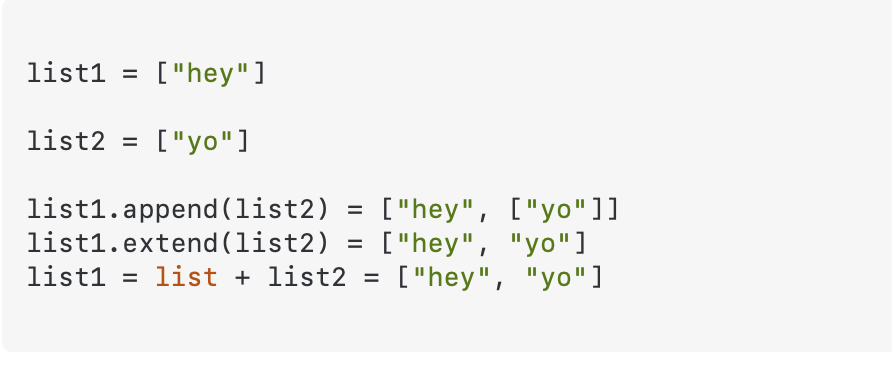 list1 = ["hey"]
list2 = ["yo"]
list1.append(list2) = ["hey", ["yo"]]
list1.extend(list2) = ["hey", "yo"]
list1 = list + list2 = ["hey", "yo"]